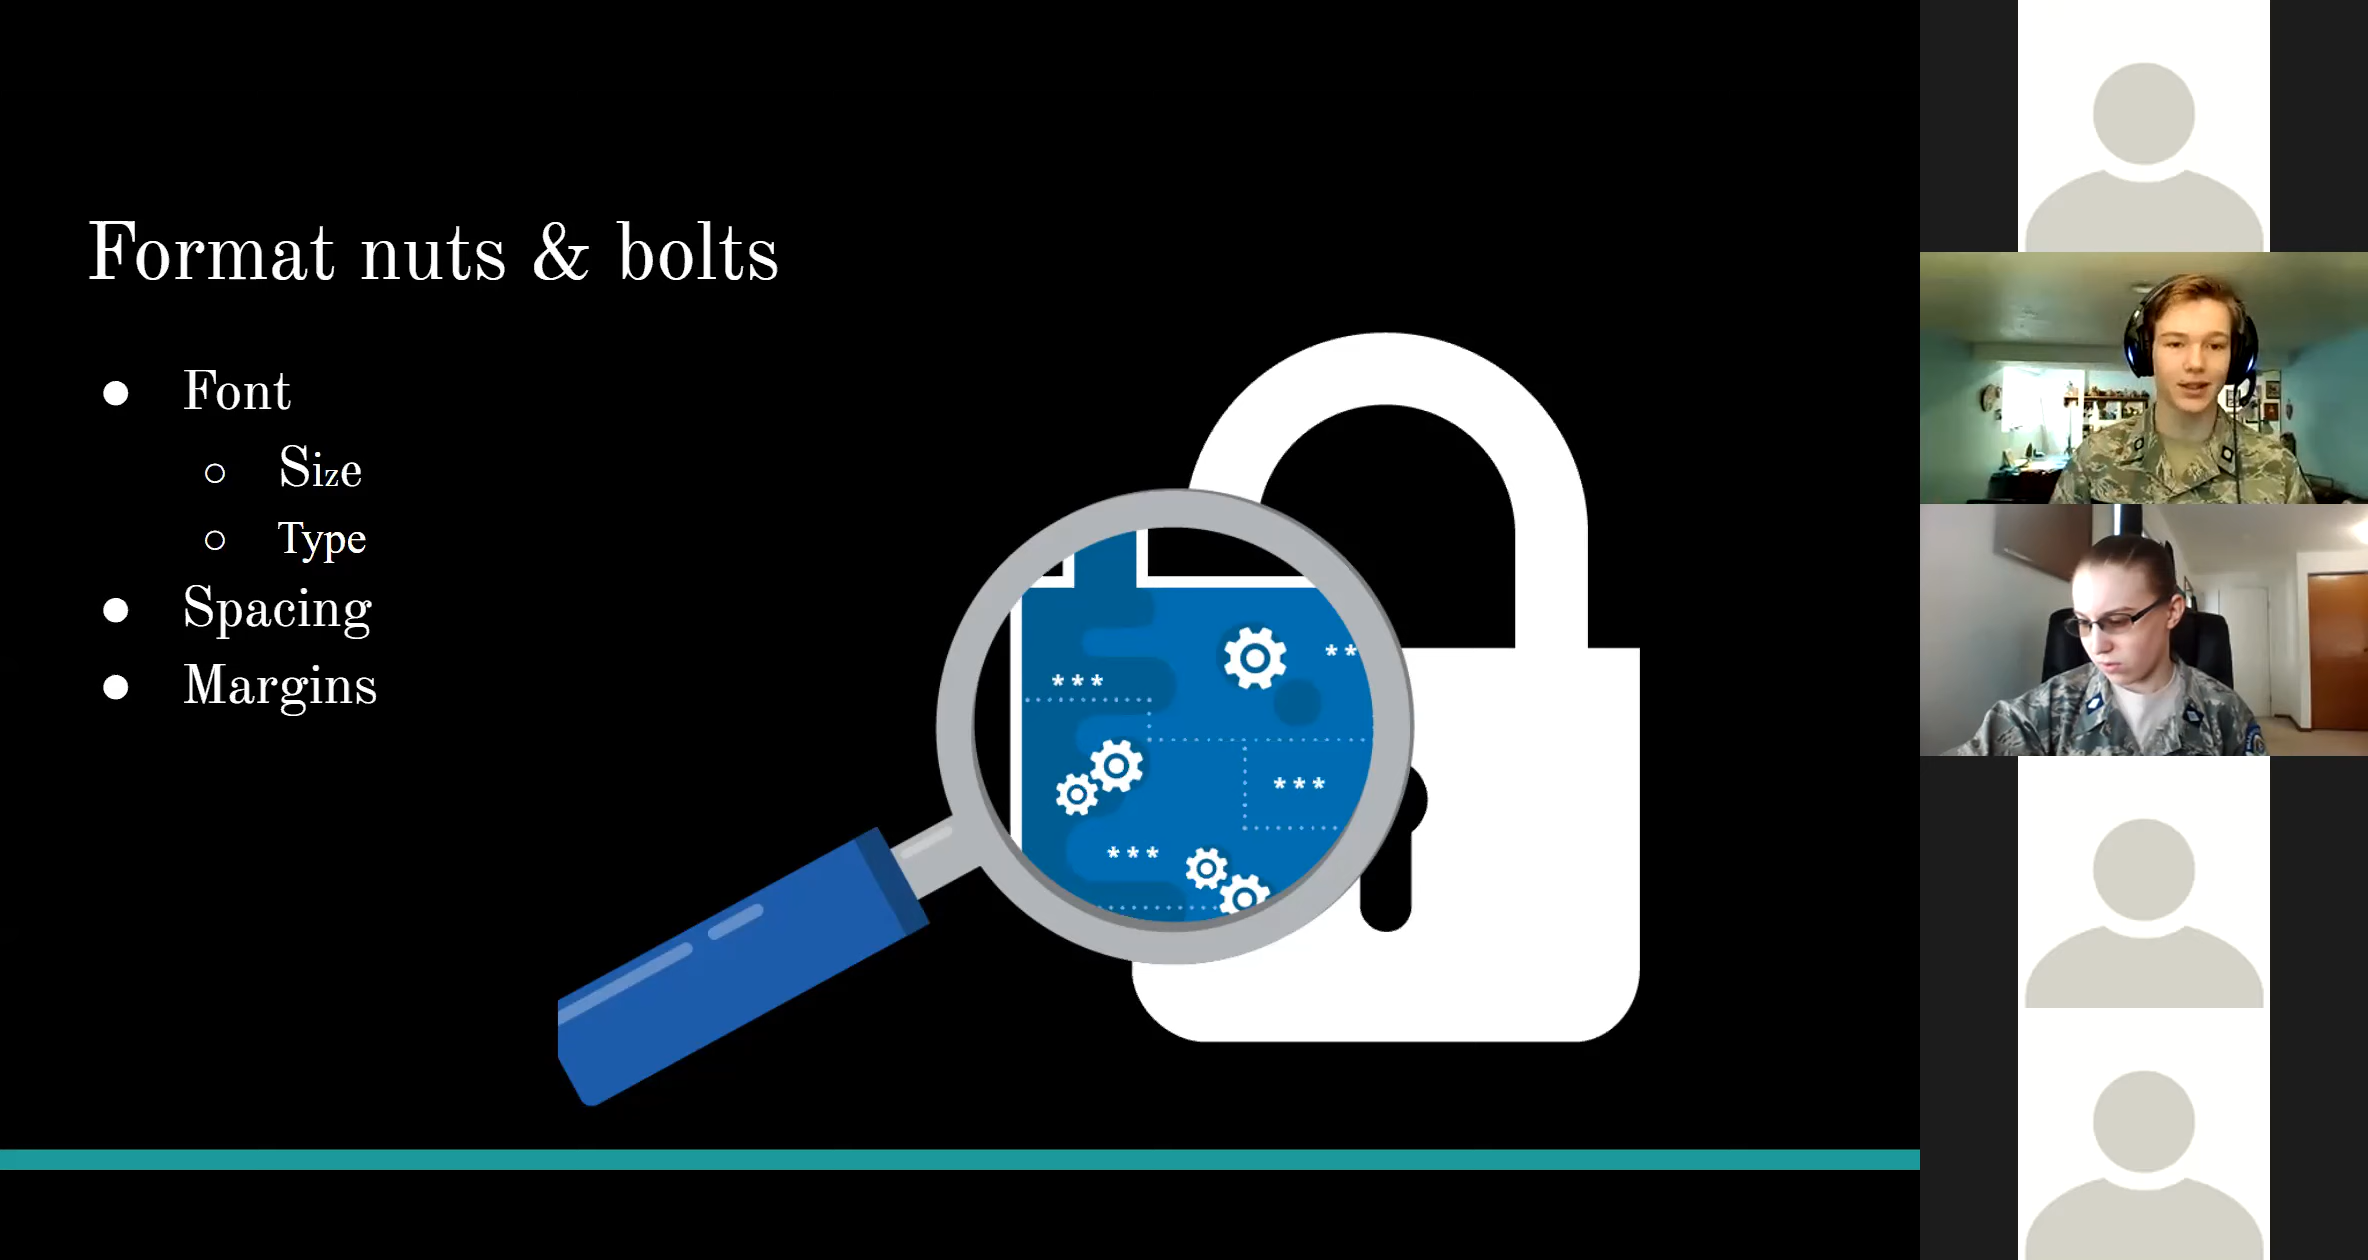 Format nuts & bolts
● Font
○ Size
○ Type
● Spacing
● Margins
***
**
***
***